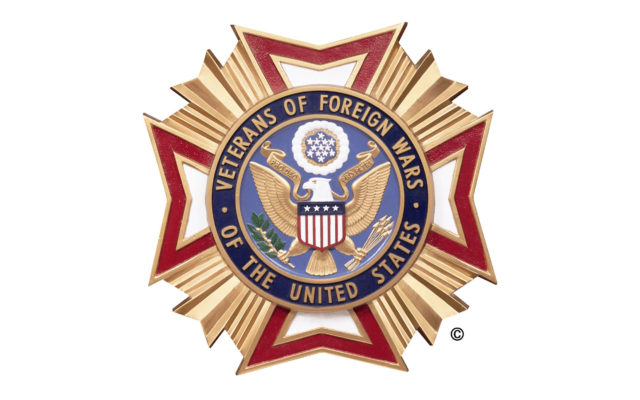 VETERANS OF FOREIGN WARS
OF THE UNITED STATES
©